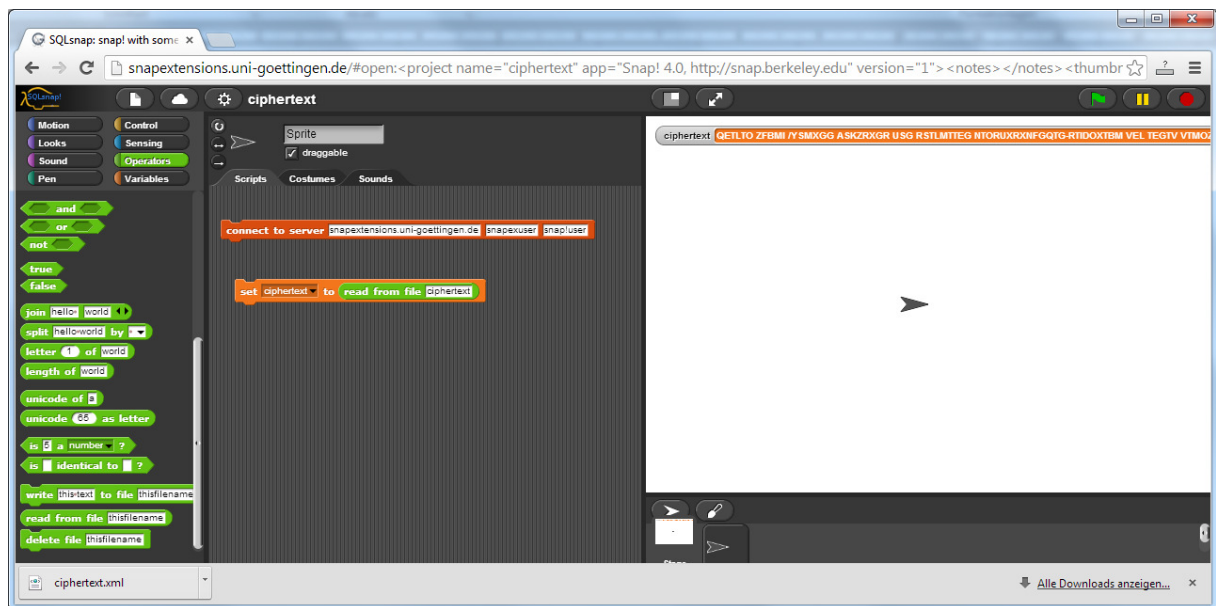 SQLsnap: snap! with some
snapextensions.uni-goettingen.de/#open:<project name="ciphertext" app="Snap! 4.0, http://snap.berkeley.edu" version="1"><notes></notes><thumbr
SQLsnap!
ciphertext
Motion
Control
Looks
Sensing
Sound
Operators
Pen
Variables
and
or
not
true
false
join hello world
split hello world by
letter 1 of world
length of world
unicode of a
unicode 65 as letter
is 5 a number ?
is identical to ?
write this text to file thisfilename
read from file thisfilename
delete file thisfilename
Sprite
draggable
Scripts Costumes Sounds
connect to server snapextensions.uni-goettingen.de snapexuser snap!user
set ciphertext to read from file ciphertext
ciphertext QETLTO ZFBMI /Y SMXGG ASKZRXGR USG RSTLMTTEG NTORUXRXNFGQTG-RTIDOXTBM VEL TEGTV VTMOZ
ciphertext.xml
Alle Downloads anzeigen...